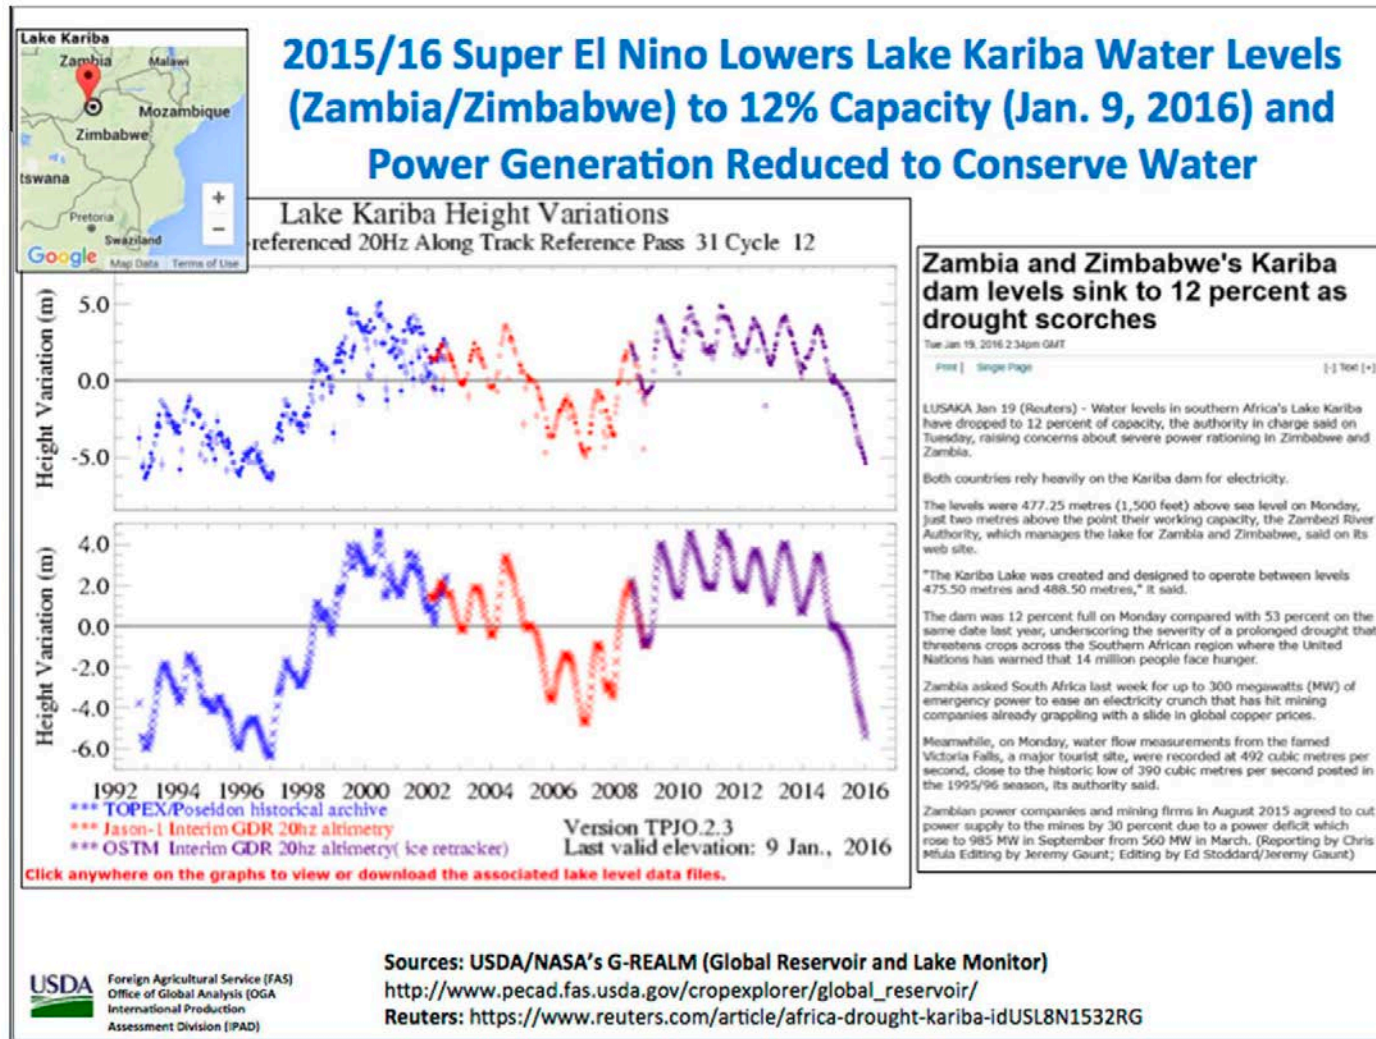 Lake Kariba
Zambia
Malawi
Mozambique
Zimbabwe
tswana
Pretoria
Swaziland
+
−
Google
Map Data
Terms of Use
2015/16 Super El Nino Lowers Lake Kariba Water Levels
(Zambia/Zimbabwe) to 12% Capacity (Jan. 9, 2016) and
Power Generation Reduced to Conserve Water
Lake Kariba Height Variations
-referenced 20Hz Along Track Reference Pass 31 Cycle 12
Height Variation (m)
5.0
0.0
-5.0
Height Variation (m)
4.0
2.0
0.0
-2.0
-4.0
-6.0
1992 1994 1996 1998 2000 2002 2004 2006 2008 2010 2012 2014 2016
*** TOPEX/Poseidon historical archive
*** Jason-1 Interim GDR 20hz altimetry
*** OSTM Interim GDR 20hz altimetry( ice retracker)
Version TPJO.2.3
Last valid elevation: 9 Jan., 2016
Click anywhere on the graphs to view or download the associated lake level data files.
Zambia and Zimbabwe's Kariba
dam levels sink to 12 percent as
drought scorches
Tue Jan 19, 2016 2:34pm GMT
Print | Single Page
[-] Text [+]
LUSAKA Jan 19 (Reuters) - Water levels in southern Africa's Lake Kariba
have dropped to 12 percent of capacity, the authority in charge said on
Tuesday, raising concerns about severe power rationing in Zimbabwe and
Zambia.
Both countries rely heavily on the Kariba dam for electricity.
The levels were 477.25 metres (1,500 feet) above sea level on Monday,
just two metres above the point their working capacity, the Zambezi River
Authority, which manages the lake for Zambia and Zimbabwe, said on its
web site.
"The Kariba Lake was created and designed to operate between levels
475.50 metres and 488.50 metres," it said.
The dam was 12 percent full on Monday compared with 53 percent on the
same date last year, underscoring the severity of a prolonged drought that
threatens crops across the Southern African region where the United
Nations has warned that 14 million people face hunger.
Zambia asked South Africa last week for up to 300 megawatts (MW) of
emergency power to ease an electricity crunch that has hit mining
companies already grappling with a slide in global copper prices.
Meanwhile, on Monday, water flow measurements from the famed
Victoria Falls, a major tourist site, were recorded at 492 cubic metres per
second, close to the historic low of 390 cubic metres per second posted in
the 1995/96 season, its authority said.
Zambian power companies and mining firms in August 2015 agreed to cut
power supply to the mines by 30 percent due to a power deficit which
rose to 985 MW in September from 560 MW in March. (Reporting by Chris
Mfula Editing by Jeremy Gaunt; Editing by Ed Stoddard/Jeremy Gaunt)
USDA
Foreign Agricultural Service (FAS)
Office of Global Analysis (OGA
International Production
Assessment Division (IPAD)
Sources: USDA/NASA's G-REALM (Global Reservoir and Lake Monitor)
http://www.pecad.fas.usda.gov/cropexplorer/global_reservoir/
Reuters: https://www.reuters.com/article/africa-drought-kariba-idUSL8N1532RG